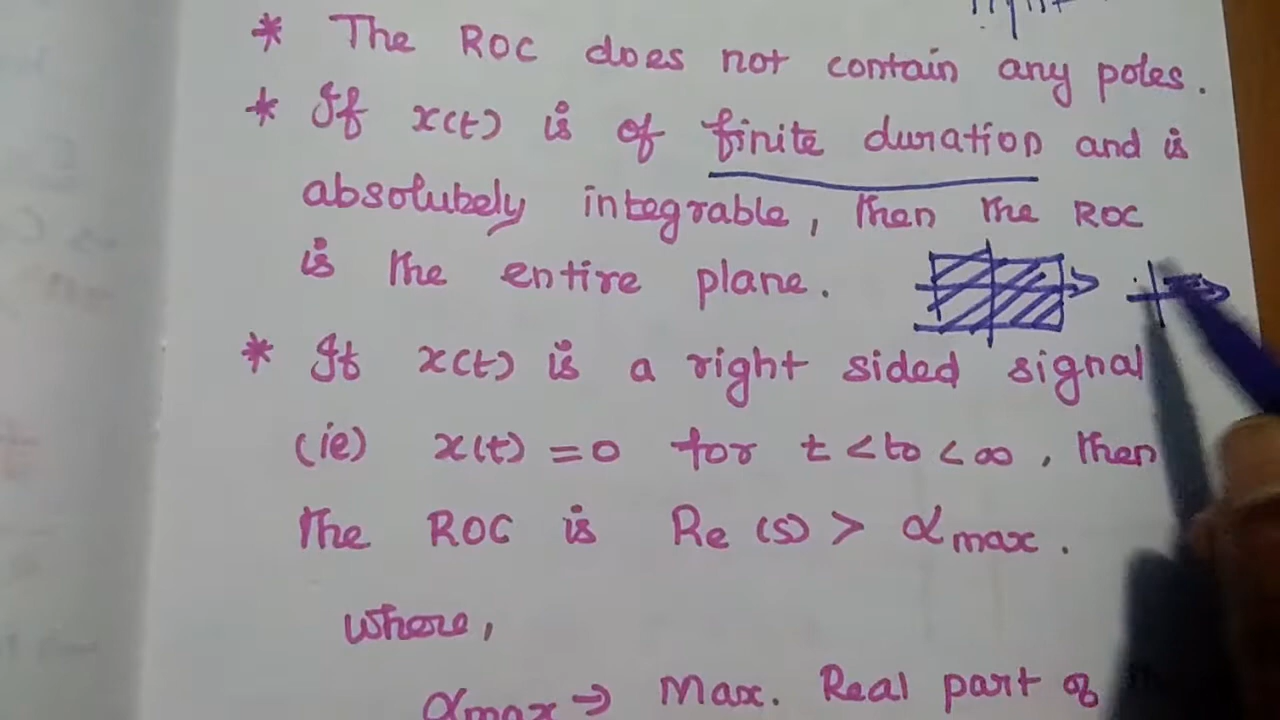 * The ROC does not contain any poles.
* If x(t) is of finite duration and is
absolutely integrable, then the ROC
is the entire plane.
* If x(t) is a right sided signal
(ie) x(t) = 0 for t < to < ∞, then
the ROC is Re (s) > αmax.
where,
αmax → Max. Real part of